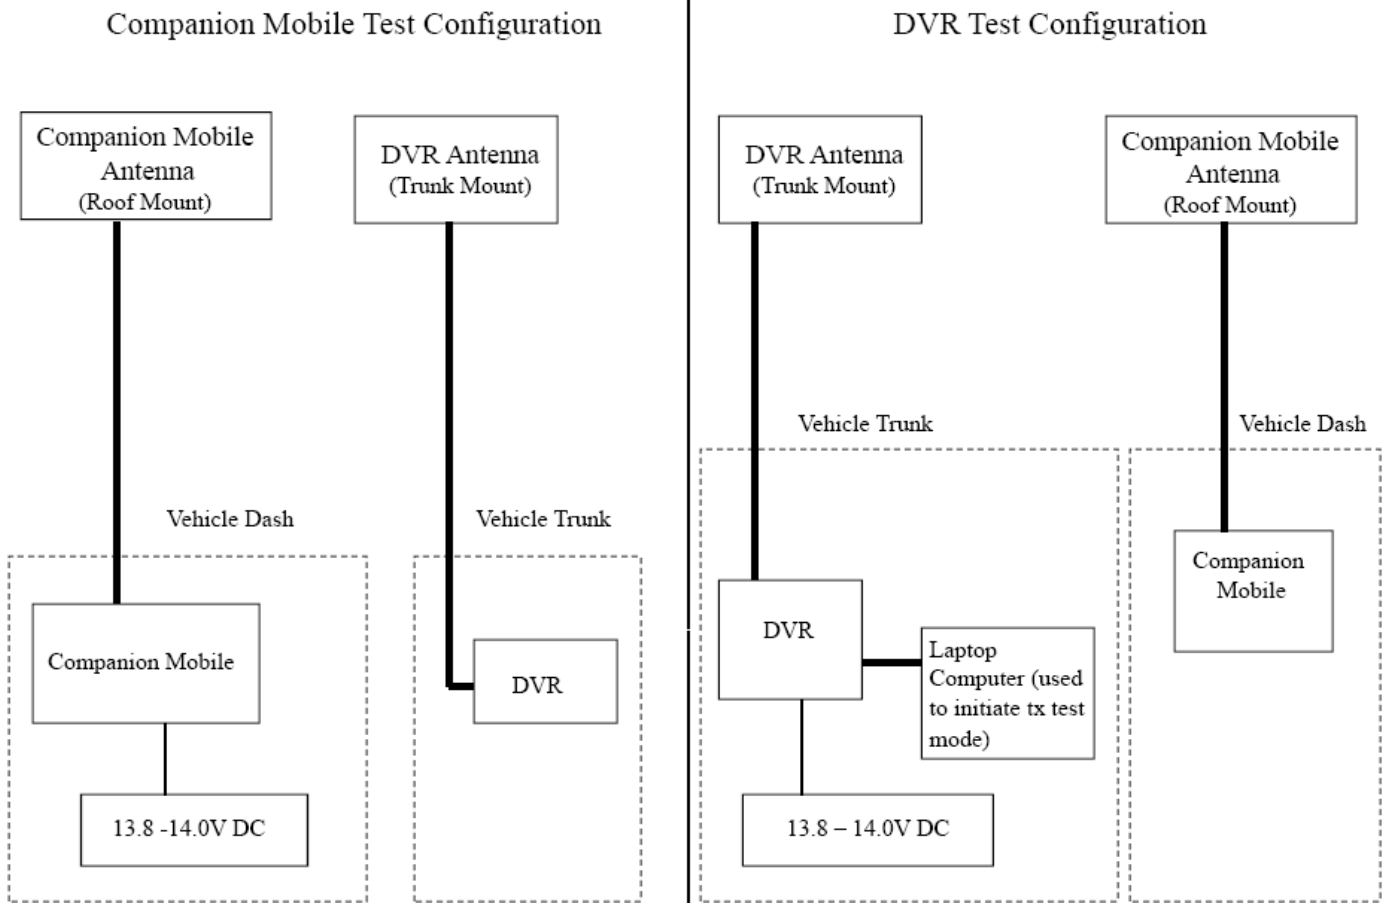 Companion Mobile Test Configuration
Companion Mobile
Antenna
(Roof Mount)
DVR Antenna
(Trunk Mount)
Vehicle Dash
Vehicle Trunk
Companion Mobile
DVR
13.8 -14.0V DC
DVR Test Configuration
DVR Antenna
(Trunk Mount)
Companion Mobile
Antenna
(Roof Mount)
Vehicle Trunk
Vehicle Dash
DVR
Laptop
Computer (used
to initiate tx test
mode)
Companion
Mobile
13.8 – 14.0V DC